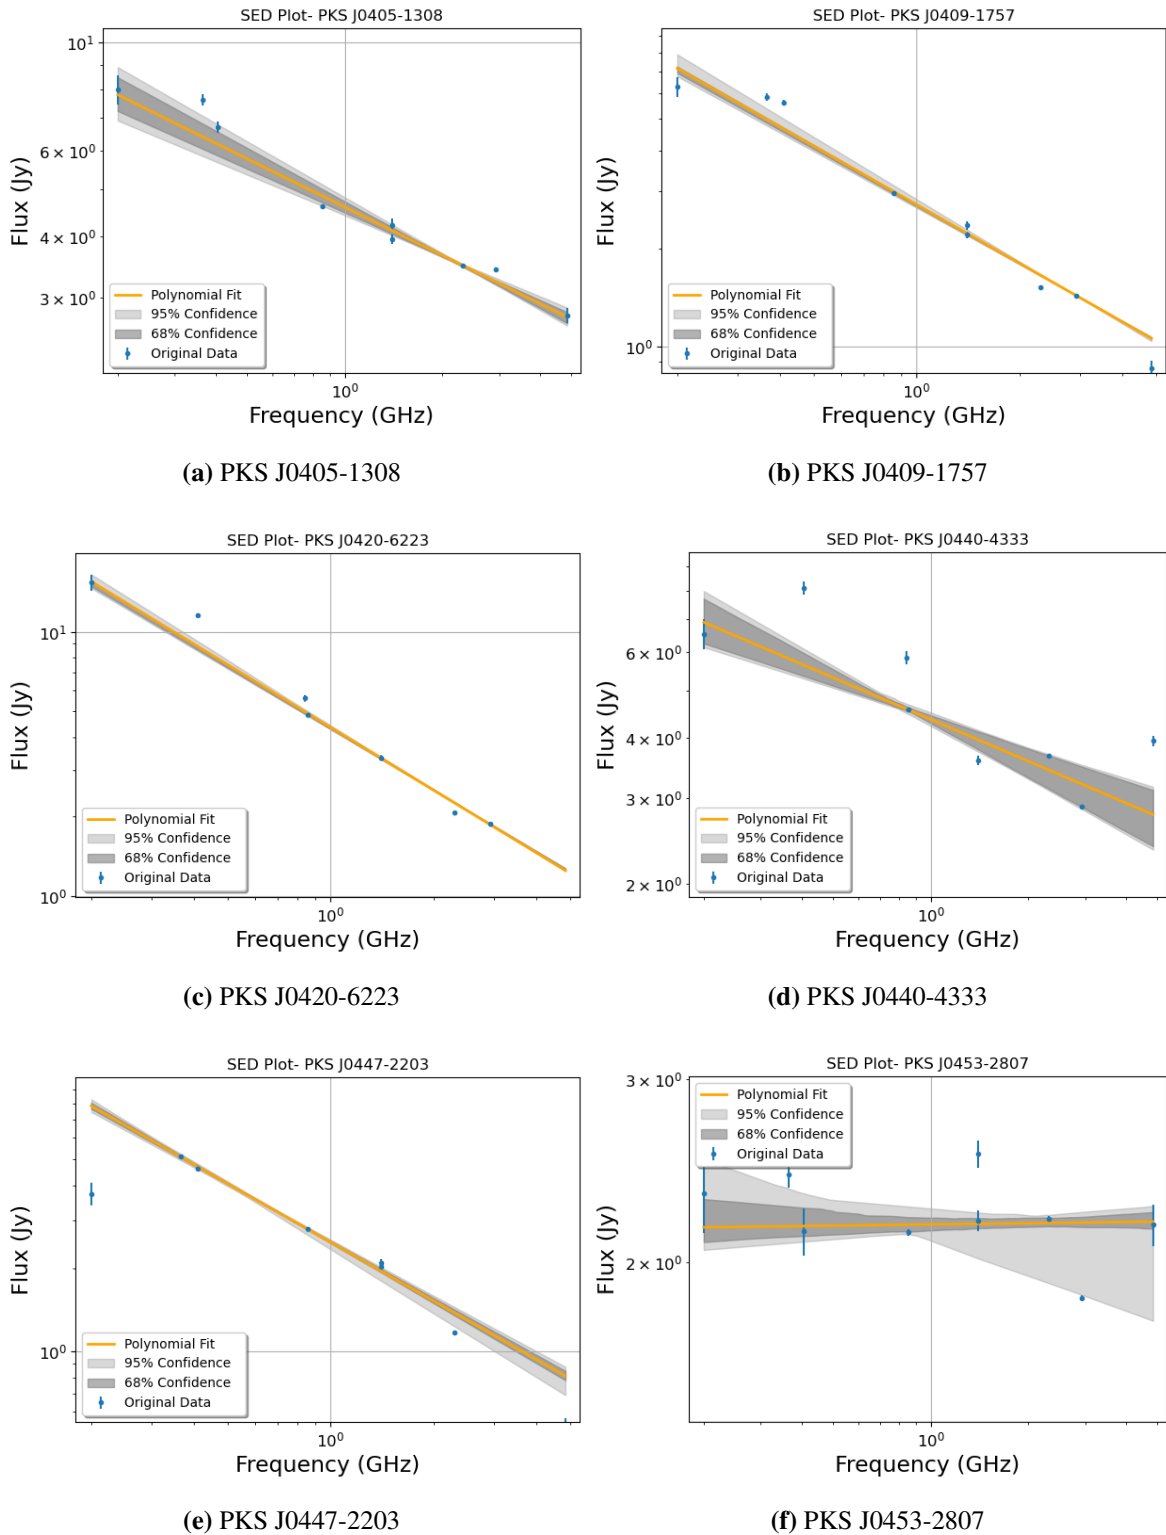 SED Plot- PKS J0405-1308
10¹
6 × 10⁰
4 × 10⁰
3 × 10⁰
Flux (Jy)
Polynomial Fit
95% Confidence
68% Confidence
Original Data
10⁰
Frequency (GHz)
(a) PKS J0405-1308
SED Plot- PKS J0409-1757
10⁰
Flux (Jy)
Polynomial Fit
95% Confidence
68% Confidence
Original Data
10⁰
Frequency (GHz)
(b) PKS J0409-1757
SED Plot- PKS J0420-6223
10¹
10⁰
Flux (Jy)
Polynomial Fit
95% Confidence
68% Confidence
Original Data
10⁰
Frequency (GHz)
(c) PKS J0420-6223
SED Plot- PKS J0440-4333
6 × 10⁰
4 × 10⁰
3 × 10⁰
2 × 10⁰
Flux (Jy)
Polynomial Fit
95% Confidence
68% Confidence
Original Data
10⁰
Frequency (GHz)
(d) PKS J0440-4333
SED Plot- PKS J0447-2203
10⁰
Flux (Jy)
Polynomial Fit
95% Confidence
68% Confidence
Original Data
10⁰
Frequency (GHz)
(e) PKS J0447-2203
SED Plot- PKS J0453-2807
3 × 10⁰
2 × 10⁰
Flux (Jy)
Polynomial Fit
95% Confidence
68% Confidence
Original Data
10⁰
Frequency (GHz)
(f) PKS J0453-2807